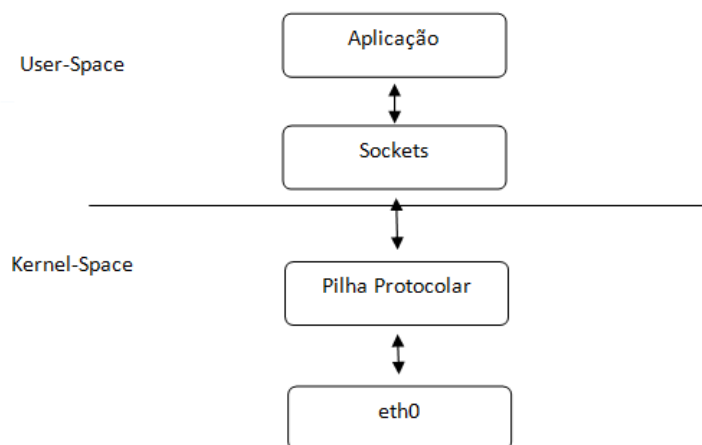 Aplicação
User-Space
Sockets
Kernel-Space
Pilha Protocolar
eth0